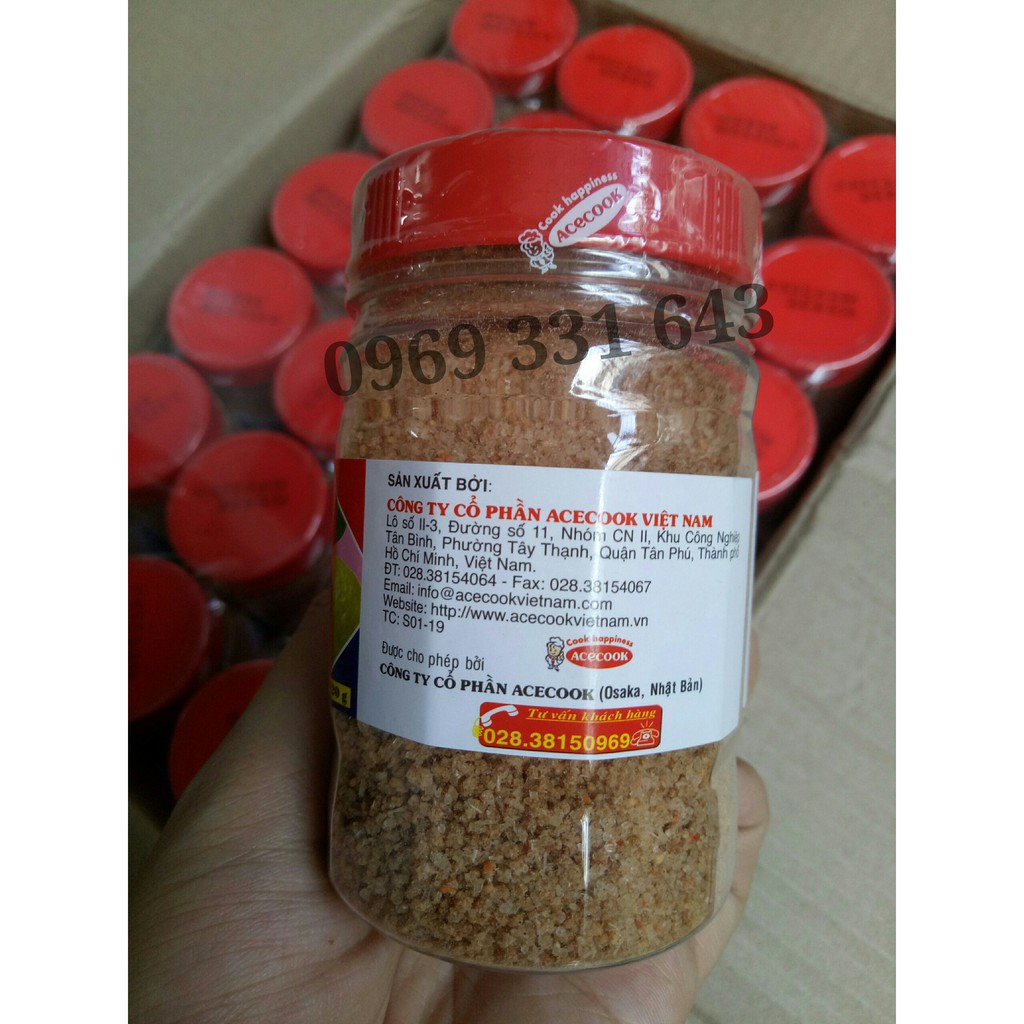 Cook happiness
ACECOOK
0969 331 643
SẢN XUẤT BỞI:
CÔNG TY CỔ PHẦN ACECOOK VIỆT NAM
Lô số II-3, Đường số 11, Nhóm CN II, Khu Công Nghiệp
Tân Bình, Phường Tây Thạnh, Quận Tân Phú, Thành phố
Hồ Chí Minh, Việt Nam.
ĐT: 028.38154064 - Fax: 028.38154067
Email: info@acecookvietnam.com
Website: http://www.acecookvietnam.vn
TC: S01-19
Cook happiness
ACECOOK
Được cho phép bởi
CÔNG TY CỔ PHẦN ACECOOK (Osaka, Nhật Bản)
Tư vấn khách hàng
028.38150969